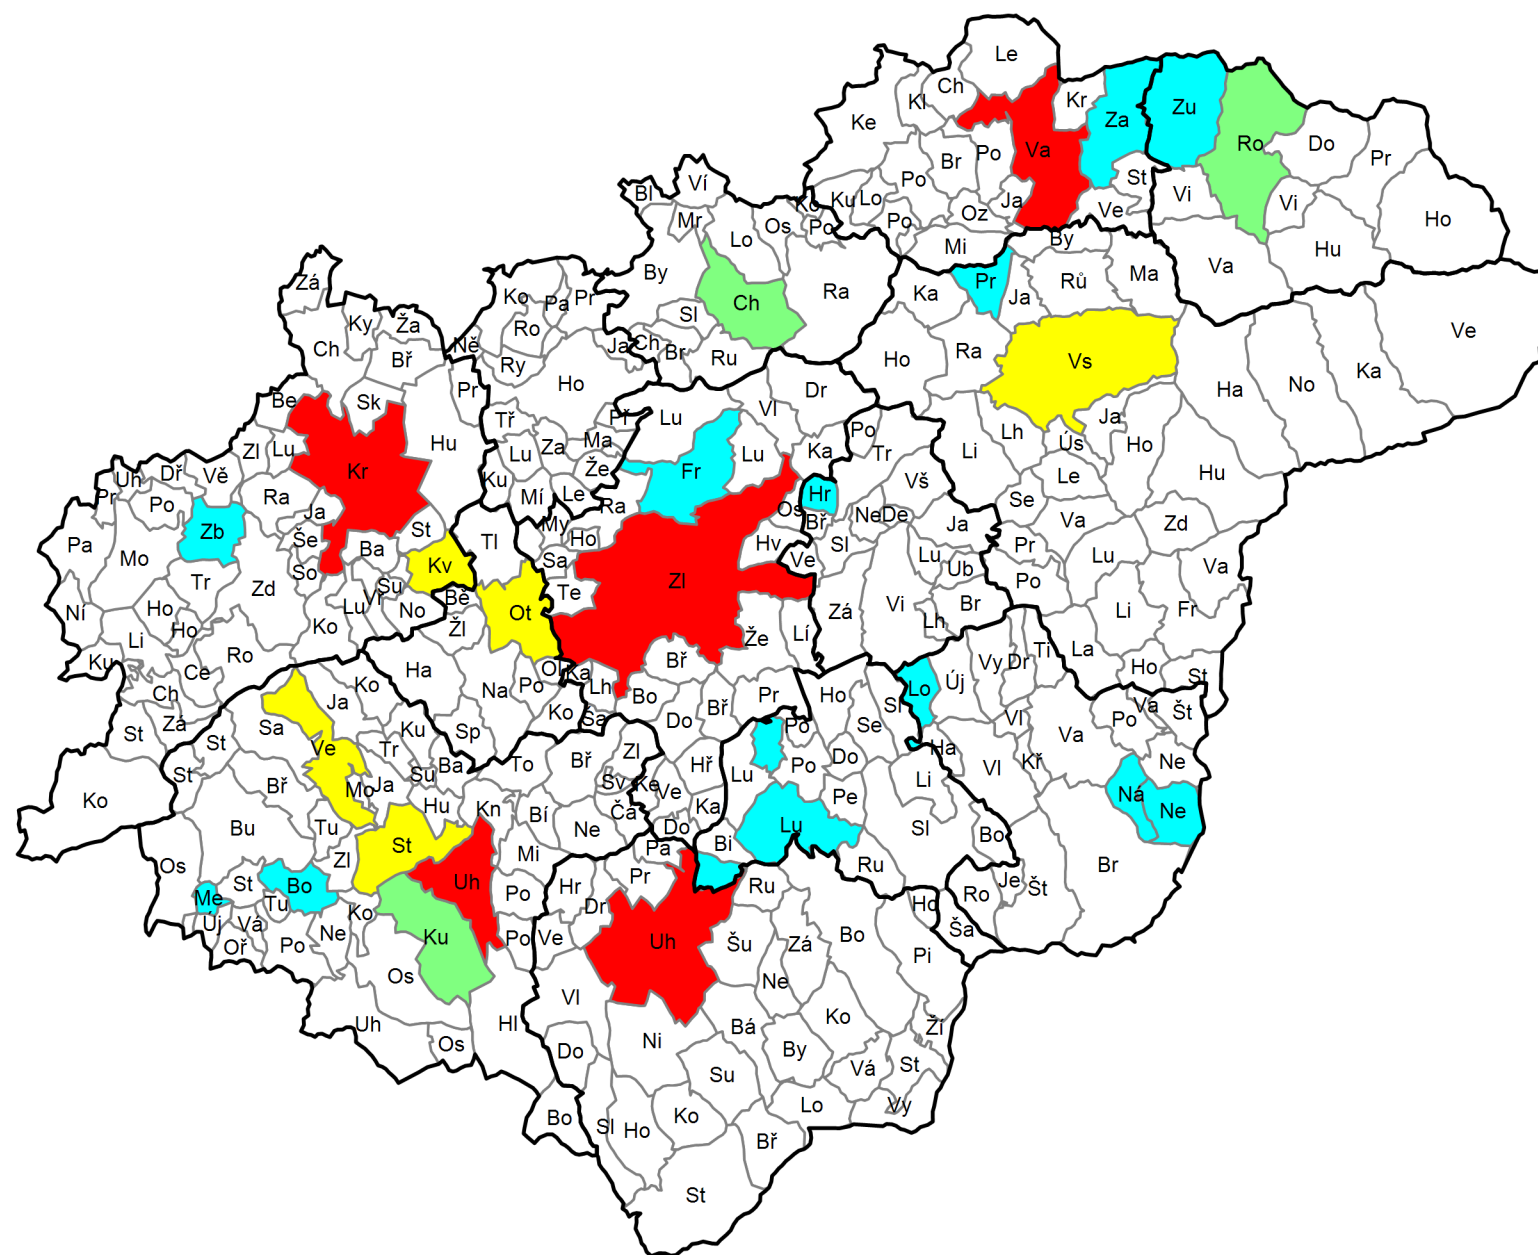 Le
Ch
Kl
Kr
Ke
Za
Zu
Va
Br
Po
Ro
Do
Pr
Po
St
Ví
Bl
Ku
Lo
Ja
Oz
Ve
Vi
Vi
Ho
Ko
Po
Po
Mr
Lo
Os
Mi
By
Hu
Va
By
Ra
Ka
Pr
Ja
Rů
Ma
Zá
Ko
Pa
Pr
Ch
Sl
Ky
Ža
Ro
Ně
Ja
Ch
Br
Ru
Ho
Ra
Vs
Ve
Ch
Bř
Ry
Ho
Pr
Dr
Ha
No
Ka
Be
Sk
Vl
Tř
Př
Lu
Ja
Lh
Ús
Ho
Hu
Zl
Lu
Za
Ma
Lu
Ka
Po
Tr
Li
Lu
Kr
Že
Fr
Le
Hu
Uh
Dř
Vě
Ku
Mí
Le
Ra
Hr
Vš
Se
Pr
Po
Ra
Ja
Os
Bř
Ne
De
Ja
Va
Zd
Zb
St
My
Ho
Pa
Mo
Še
Ba
Tl
Hv
Sl
Pr
Lu
Va
So
Kv
Sa
Ve
Lu
Ub
Tr
Zd
Su
Te
Zl
Po
Ní
Ho
Vr
Lu
No
Bě
Ot
Zá
Vi
Br
Li
Fr
Li
Ho
Ko
Žl
Že
Lí
Lh
Ku
Ce
Ro
Ha
Ol
Ka
Bř
Vy
Dr
Ti
La
Ho
St
Ch
Ko
Na
Po
Lh
Bo
Pr
Ho
Sl
Lo
Új
St
Zá
Sa
Ja
Ku
Sp
Ko
Sa
Do
Bř
Se
Vl
Va
Po
Va
Št
St
Ve
Tr
Po
Ha
Kř
St
Ba
To
Bř
Zl
Hř
Lu
Po
Do
Vl
Ne
Ko
Bř
Mo
Ja
Su
Sv
Ke
Ve
Li
Ná
Ne
Hu
Kn
Bí
Ča
Ka
Pe
Bu
Tu
St
Ne
Do
Bi
Lu
Sl
Bo
Os
Zl
Mi
Pa
Ru
Br
Me
St
Bo
Uh
Po
Hr
Pr
Ru
Ro
Je
Št
Új
Vá
Tu
Ko
Dr
Ho
Oř
Po
Ne
Ku
Po
Ve
Uh
Šu
Zá
Bo
Ša
Os
Ne
Pi
Vl
Uh
Hl
Bá
Ko
Ží
Os
Do
Ni
By
Vá
St
Su
Bo
Sl
Ho
Ko
Lo
Vy
Bř
St